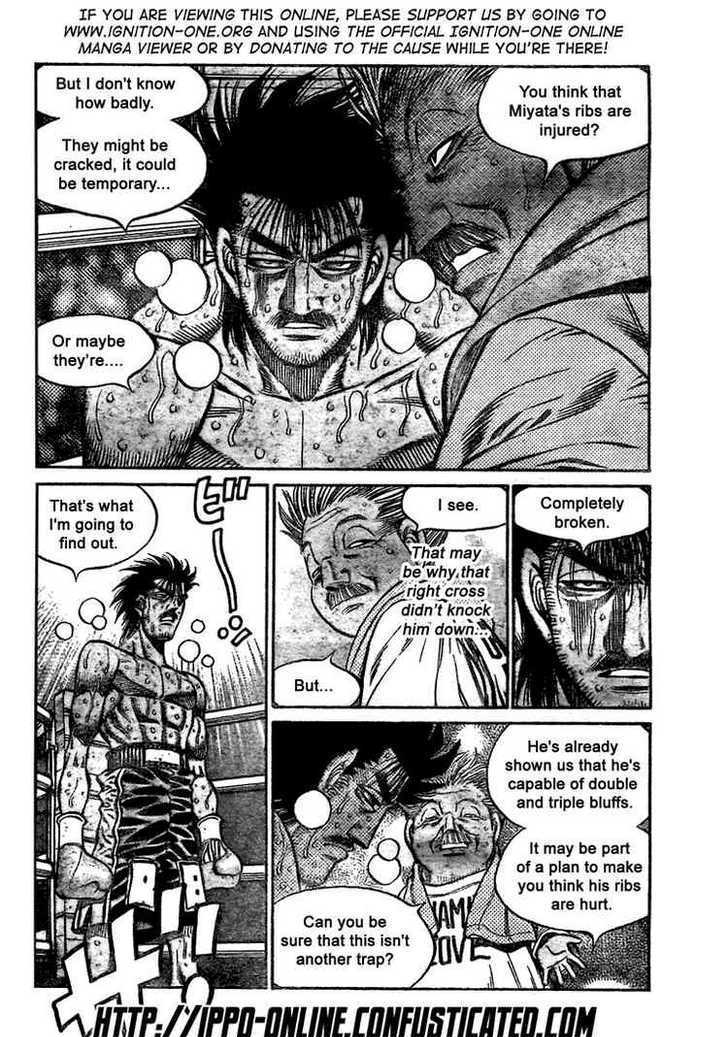 IF YOU ARE VIEWING THIS ONLINE, PLEASE SUPPORT US BY GOING TO
WWW.IGNITION-ONE.ORG AND USING THE OFFICIAL IGNITION-ONE ONLINE
MANGA VIEWER OR BY DONATING TO THE CAUSE WHILE YOU'RE THERE!
You think that
Miyata's ribs are
injured?
But I don't know
how badly.
They might be
cracked, it could
be temporary...
Or maybe
they're....
Completely
broken.
I see.
That may
be why that
right cross
didn't knock
him down...
But...
That's what
I'm going to
find out.
ビーッ
He's already
shown us that he's
capable of double
and triple bluffs.
It may be part
of a plan to make
you think his ribs
are hurt.
Can you be
sure that this isn't
another trap?
HTTP://IPPO-ONLINE.CONFUSTICATED.COM